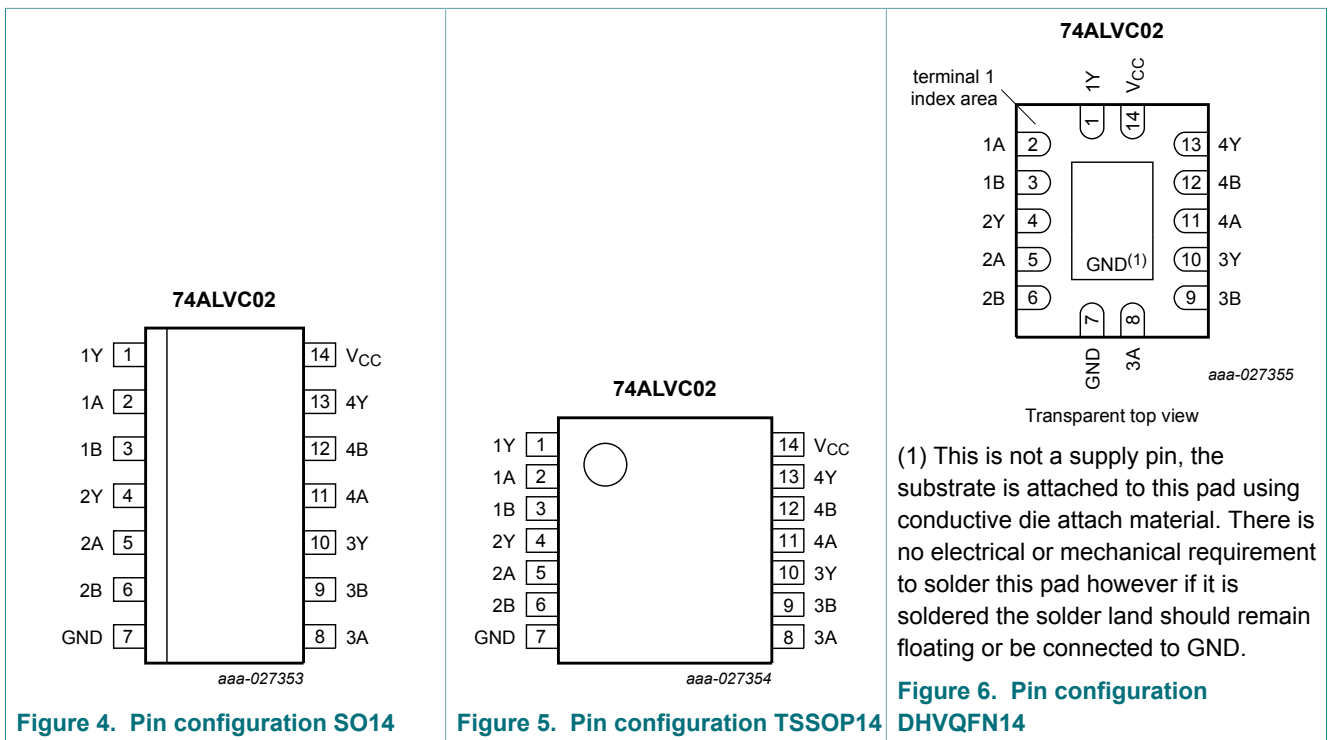 74ALVC02
1Y 1
1A 2
1B 3
2Y 4
2A 5
2B 6
GND 7
14 VCC
13 4Y
12 4B
11 4A
10 3Y
9 3B
8 3A
aaa-027353
Figure 4. Pin configuration SO14
74ALVC02
1Y 1
1A 2
1B 3
2Y 4
2A 5
2B 6
GND 7
14 VCC
13 4Y
12 4B
11 4A
10 3Y
9 3B
8 3A
aaa-027354
Figure 5. Pin configuration TSSOP14
74ALVC02
terminal 1
index area
1Y
VCC
1
14
1A 2
1B 3
2Y 4
2A 5
2B 6
13 4Y
12 4B
11 4A
10 3Y
9 3B
GND(1)
7
8
GND
3A
aaa-027355
Transparent top view
(1) This is not a supply pin, the
substrate is attached to this pad using
conductive die attach material. There is
no electrical or mechanical requirement
to solder this pad however if it is
soldered the solder land should remain
floating or be connected to GND.
Figure 6. Pin configuration
DHVQFN14